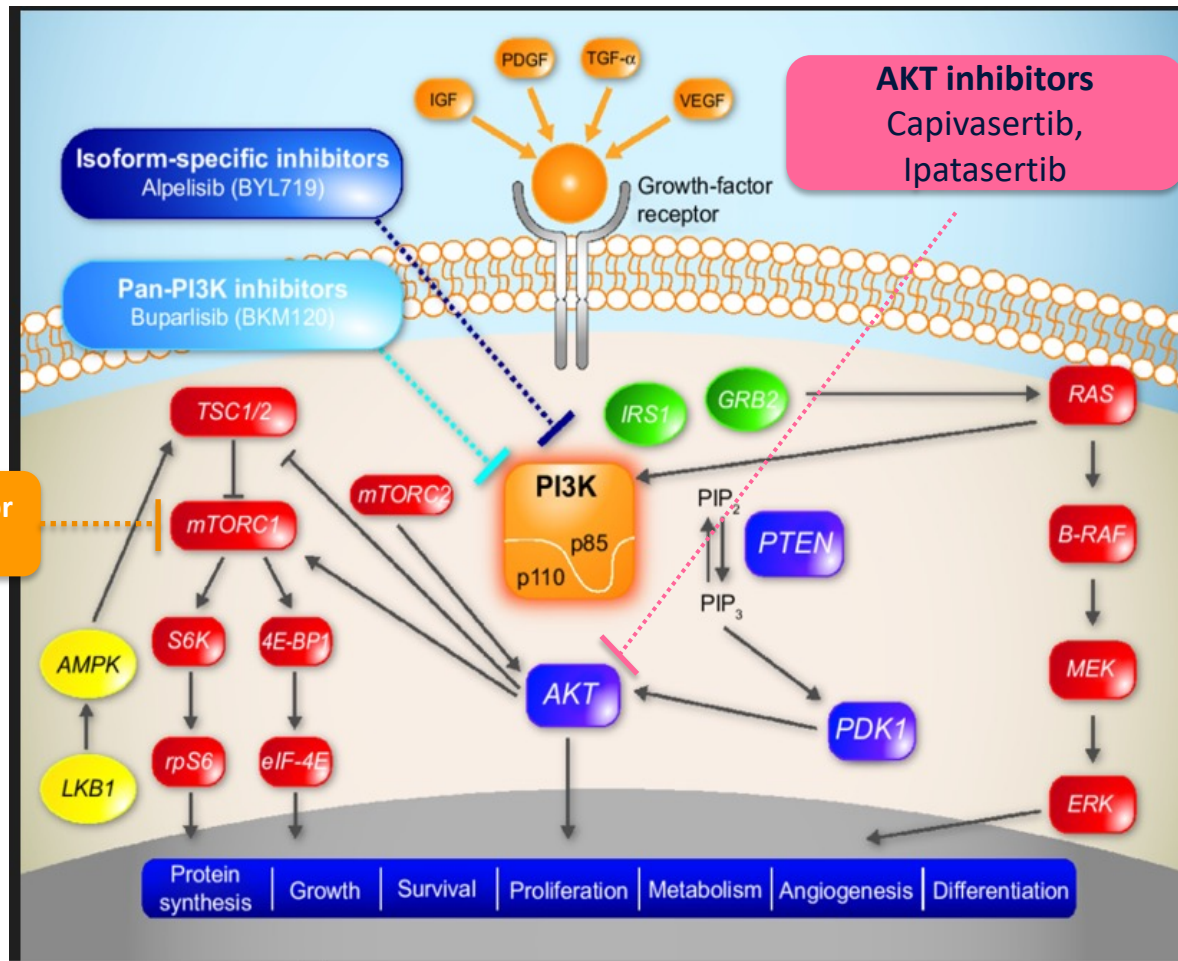 PDGF
TGF-α
IGF
VEGF
AKT inhibitors
Capivasertib,
Ipatasertib
Isoform-specific inhibitors
Alpelisib (BYL719)
Growth-factor
receptor
Pan-PI3K inhibitors
Buparlisib (BKM120)
TSC1/2
IRS1
GRB2
RAS
or
mTORC1
mTORC2
PI3K
p85
p110
PIP2
PTEN
PIP3
B-RAF
S6K
4E-BP1
AMPK
AKT
MEK
PDK1
rpS6
eIF-4E
LKB1
ERK
Protein
synthesis
Growth
Survival
Proliferation
Metabolism
Angiogenesis
Differentiation